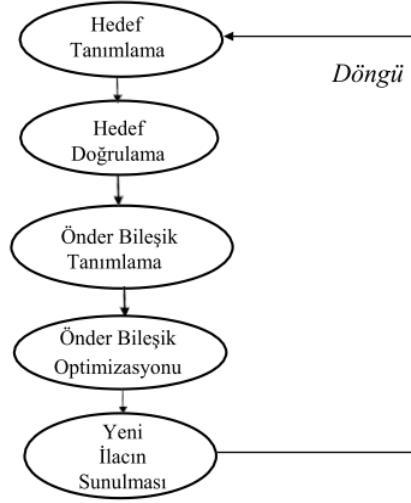 Hedef
Tanımlama
Döngü
Hedef
Doğrulama
Önder Bileşik
Tanımlama
Önder Bileşik
Optimizasyonu
Yeni
İlacın
Sunulması